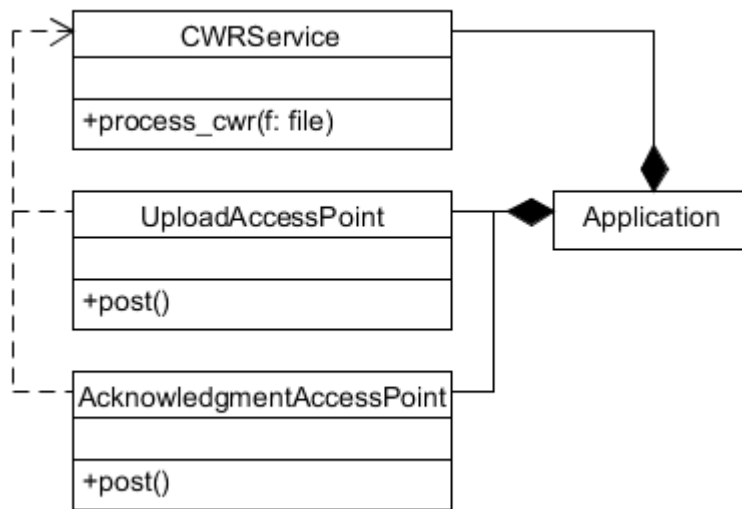 CWRService
+process_cwr(f: file)
UploadAccessPoint
Application
+post()
AcknowledgmentAccessPoint
+post()